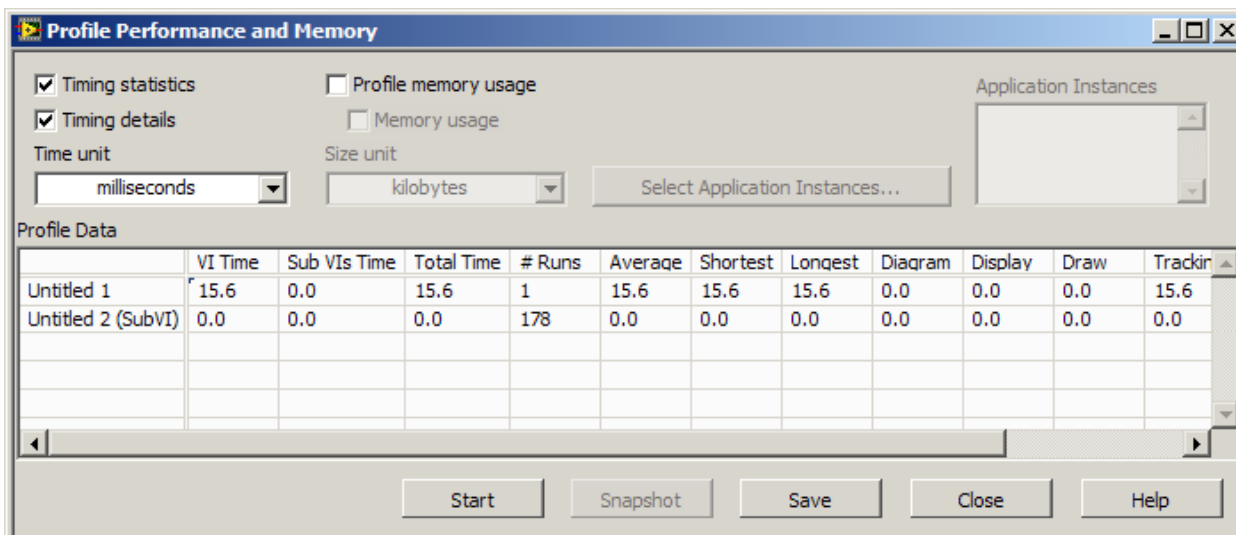 Profile Performance and Memory
Timing statistics Profile memory usage Application Instances
Timing details Memory usage
Time unit Size unit
milliseconds kilobytes Select Application Instances...
Profile Data
VI Time Sub VIs Time Total Time # Runs Average Shortest Longest Diagram Display Draw Trackin
Untitled 1 15.6 0.0 15.6 1 15.6 15.6 15.6 0.0 0.0 0.0 15.6
Untitled 2 (SubVI) 0.0 0.0 0.0 178 0.0 0.0 0.0 0.0 0.0 0.0 0.0
Start Snapshot Save Close Help